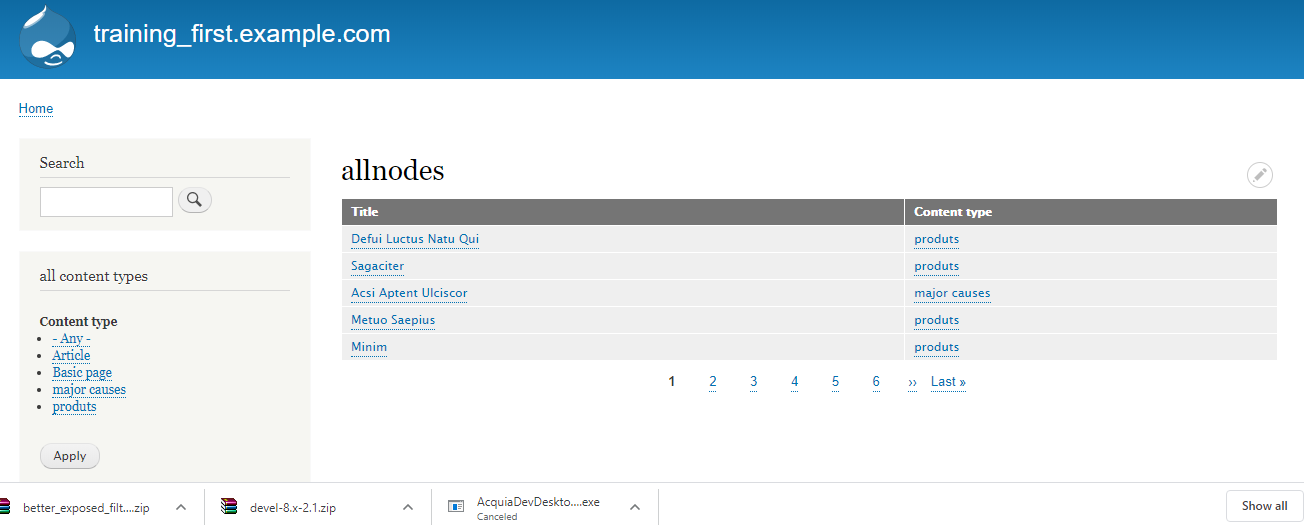 training_first.example.com
Home
Search
all content types
Content type
- Any -
Article
Basic page
major causes
produts
Apply
allnodes
Title Content type
Defui Luctus Natu Qui produts
Sagaciter produts
Acsi Aptent Ulciscor major causes
Metuo Saepius produts
Minim produts
1 2 3 4 5 6 ›› Last »
better_exposed_filt....zip devel-8.x-2.1.zip AcquiaDevDeskto....exe Show all
Canceled